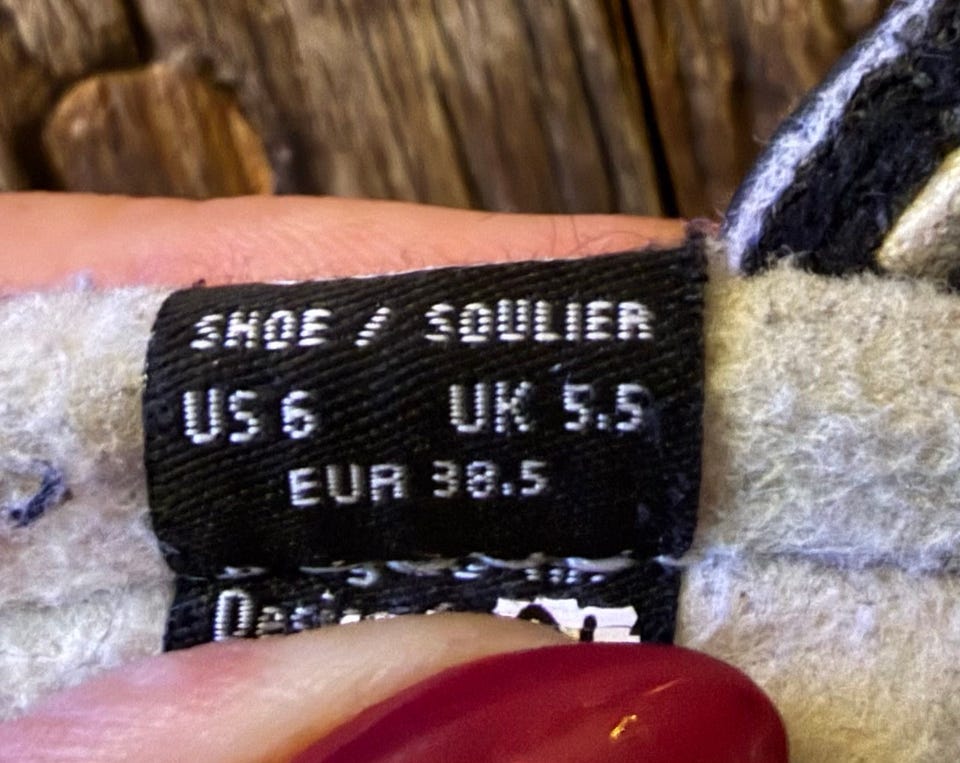 SHOE / SOULIER
US 6 UK 5.5
EUR 38.5